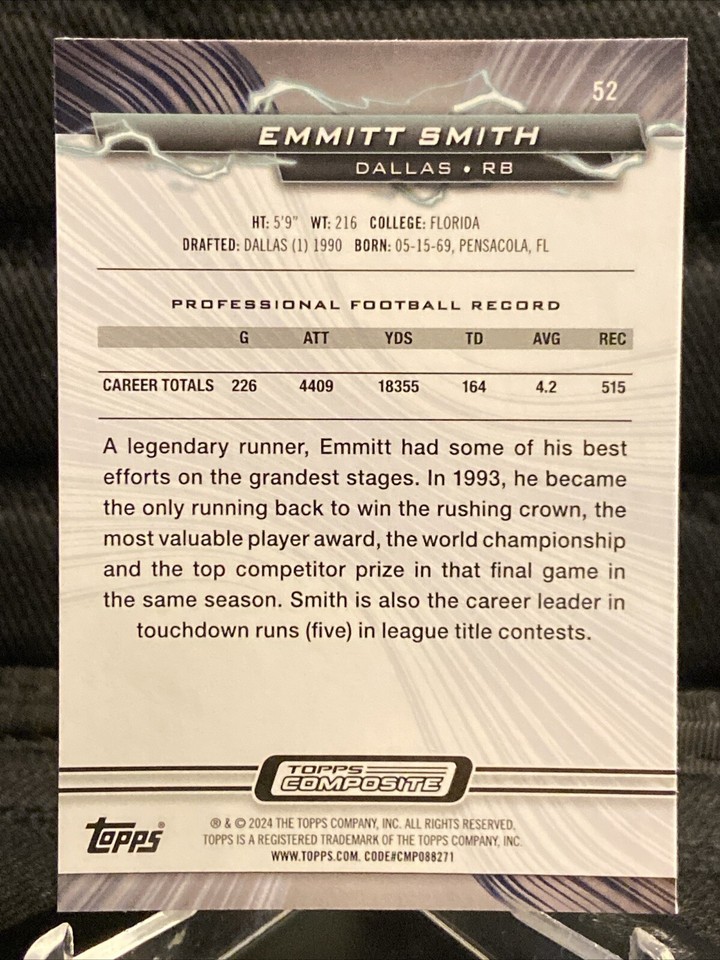 52
EMMITT SMITH
DALLAS • RB
HT: 5'9" WT: 216 COLLEGE: FLORIDA
DRAFTED: DALLAS (1) 1990 BORN: 05-15-69, PENSACOLA, FL
PROFESSIONAL FOOTBALL RECORD
G ATT YDS TD AVG REC
CAREER TOTALS 226 4409 18355 164 4.2 515
A legendary runner, Emmitt had some of his best
efforts on the grandest stages. In 1993, he became
the only running back to win the rushing crown, the
most valuable player award, the world championship
and the top competitor prize in that final game in
the same season. Smith is also the career leader in
touchdown runs (five) in league title contests.
TOPPS
COMPOSITE
Topps®
® & © 2024 THE TOPPS COMPANY, INC. ALL RIGHTS RESERVED.
TOPPS IS A REGISTERED TRADEMARK OF THE TOPPS COMPANY, INC.
WWW.TOPPS.COM. CODE#CMP088271